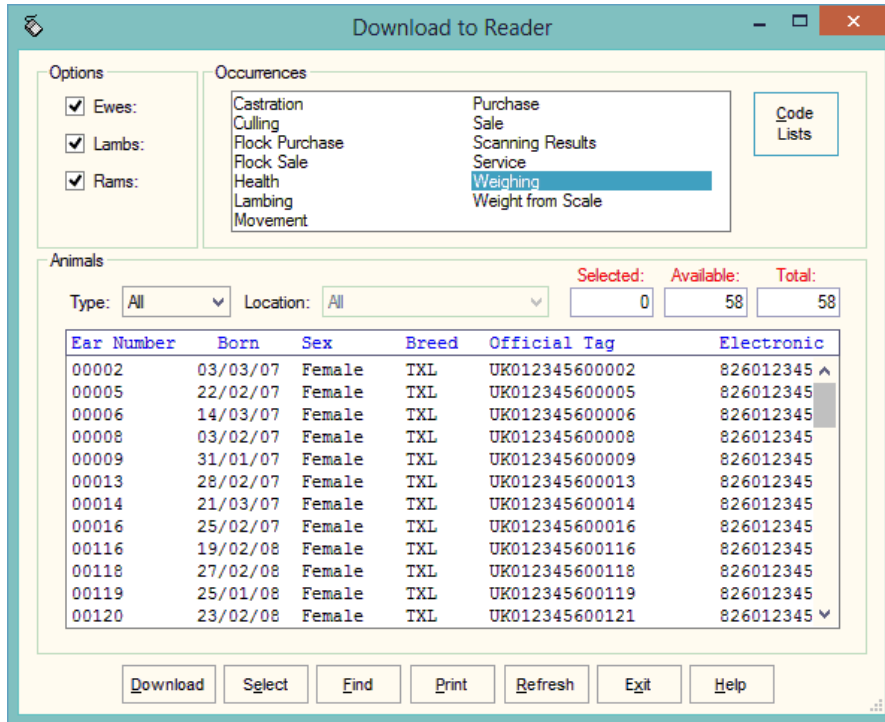 Download to Reader
Options
Ewes:
Lambs:
Rams:
Occurrences
Castration Purchase
Culling Sale
Flock Purchase Scanning Results
Flock Sale Service
Health Weighing
Lambing Weight from Scale
Movement
Code
Lists
Animals
Selected: Available: Total:
Type: All Location: All 0 58 58
Ear Number Born Sex Breed Official Tag Electronic
00002 03/03/07 Female TXL UK012345600002 826012345
00005 22/02/07 Female TXL UK012345600005 826012345
00006 14/03/07 Female TXL UK012345600006 826012345
00008 03/02/07 Female TXL UK012345600008 826012345
00009 31/01/07 Female TXL UK012345600009 826012345
00013 28/02/07 Female TXL UK012345600013 826012345
00014 21/03/07 Female TXL UK012345600014 826012345
00016 25/02/07 Female TXL UK012345600016 826012345
00116 19/02/08 Female TXL UK012345600116 826012345
00118 27/02/08 Female TXL UK012345600118 826012345
00119 25/01/08 Female TXL UK012345600119 826012345
00120 23/02/08 Female TXL UK012345600121 826012345
Download Select Find Print Refresh Exit Help